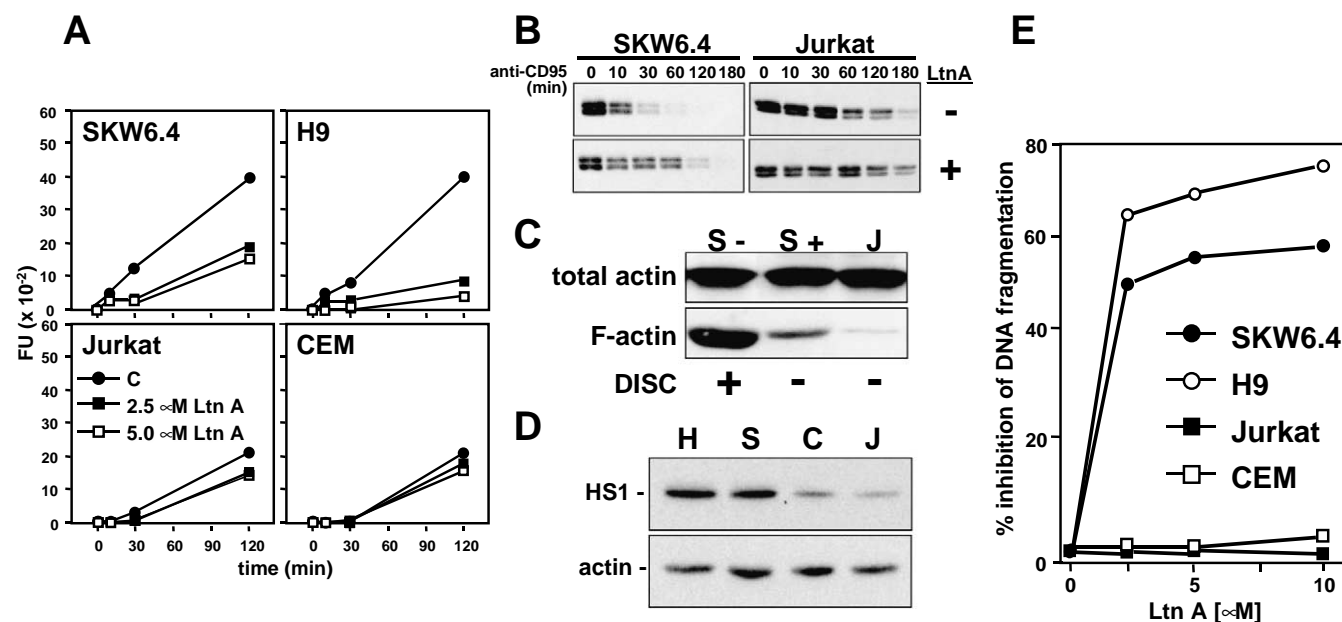 A
SKW6.4
H9
60
50
40
30
20
10
0
Jurkat
CEM
C
2.5 ∝M Ltn A
5.0 ∝M Ltn A
60
50
40
30
20
10
0
FU (x 10⁻²)
0 30 60 90 120 0 30 60 90 120
time (min)
B
SKW6.4 Jurkat
anti-CD95 (min)
0 10 30 60 120 180 0 10 30 60 120 180 LtnA
-
+
C
S - S + J
total actin
F-actin
DISC + - -
D
H S C J
HS1 -
actin -
E
80
60
40
20
0
% inhibition of DNA fragmentation
SKW6.4
H9
Jurkat
CEM
0 5 10
Ltn A [∝M]